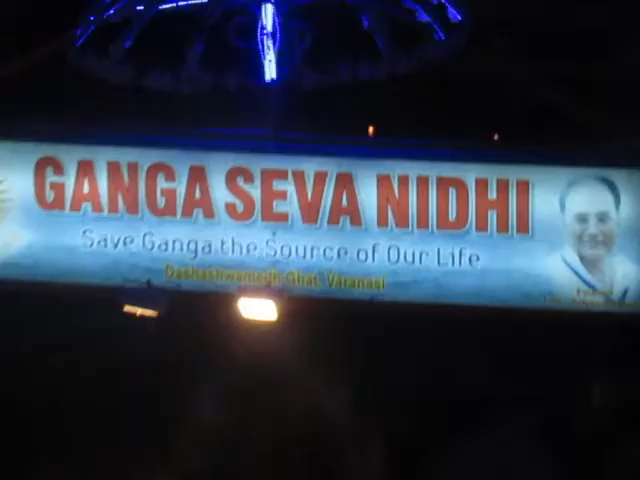 GANGA SEVA NIDHI
Save Ganga the Source of Our Life
Dashashwamedh Ghat, Varanasi